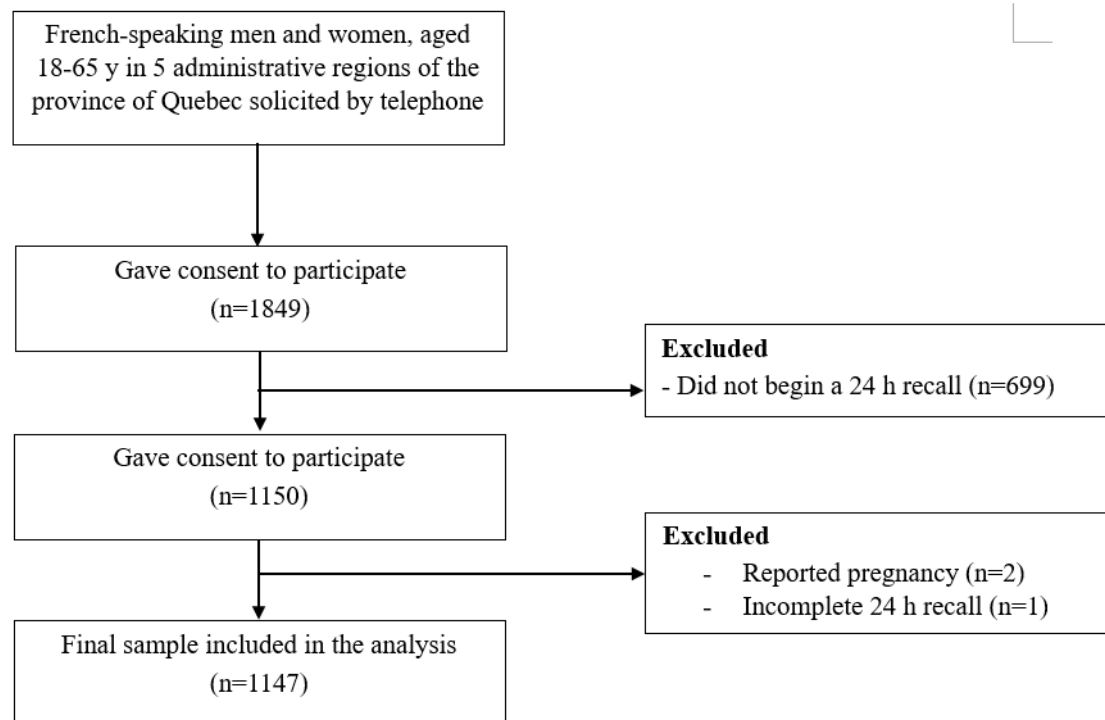 French-speaking men and women, aged
18-65 y in 5 administrative regions of the
province of Quebec solicited by telephone
Gave consent to participate
(n=1849)
Excluded
- Did not begin a 24 h recall (n=699)
Gave consent to participate
(n=1150)
Excluded
- Reported pregnancy (n=2)
- Incomplete 24 h recall (n=1)
Final sample included in the analysis
(n=1147)